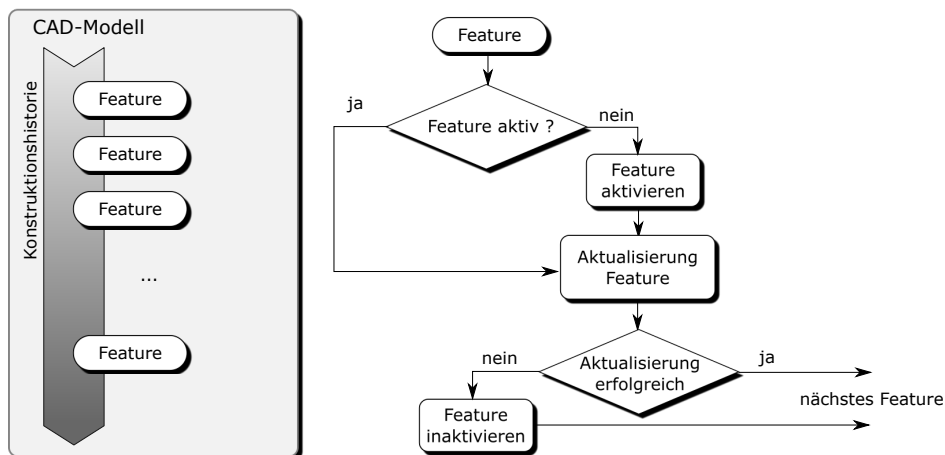 CAD-Modell
Konstruktionshistorie
Feature
Feature
Feature
...
Feature
Feature
Feature aktiv ?
ja
nein
Feature
aktivieren
Aktualisierung
Feature
Aktualisierung
erfolgreich
nein
ja
Feature
inaktivieren
nächstes Feature